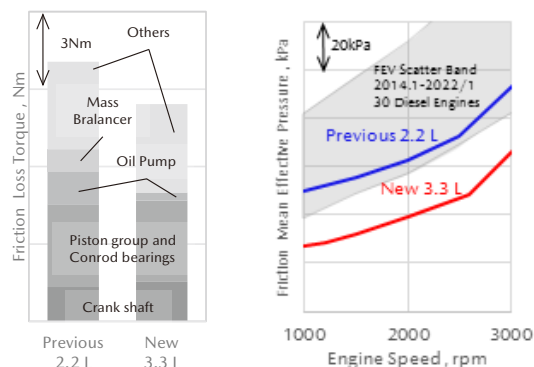 Friction Loss Torque , Nm
3Nm
Others
Mass
Bralancer
Oil Pump
Piston group and
Conrod bearings
Crank shaft
Previous
2.2 L
New
3.3 L
Friction Mean Effective Pressure , kPa
20kPa
FEV Scatter Band
2014.1-2022/1
30 Diesel Engines
Previous 2.2 L
New 3.3 L
1000
2000
3000
Engine Speed , rpm